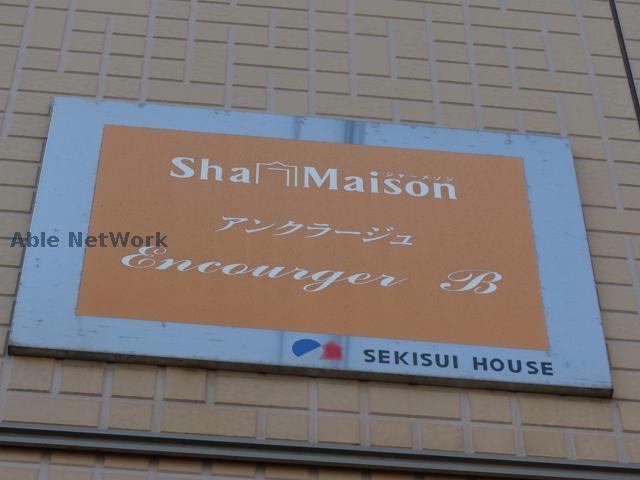 シャーメゾン
Sha Maison
アンクラージュ
Able NetWork
Encourger B
SEKISUI HOUSE